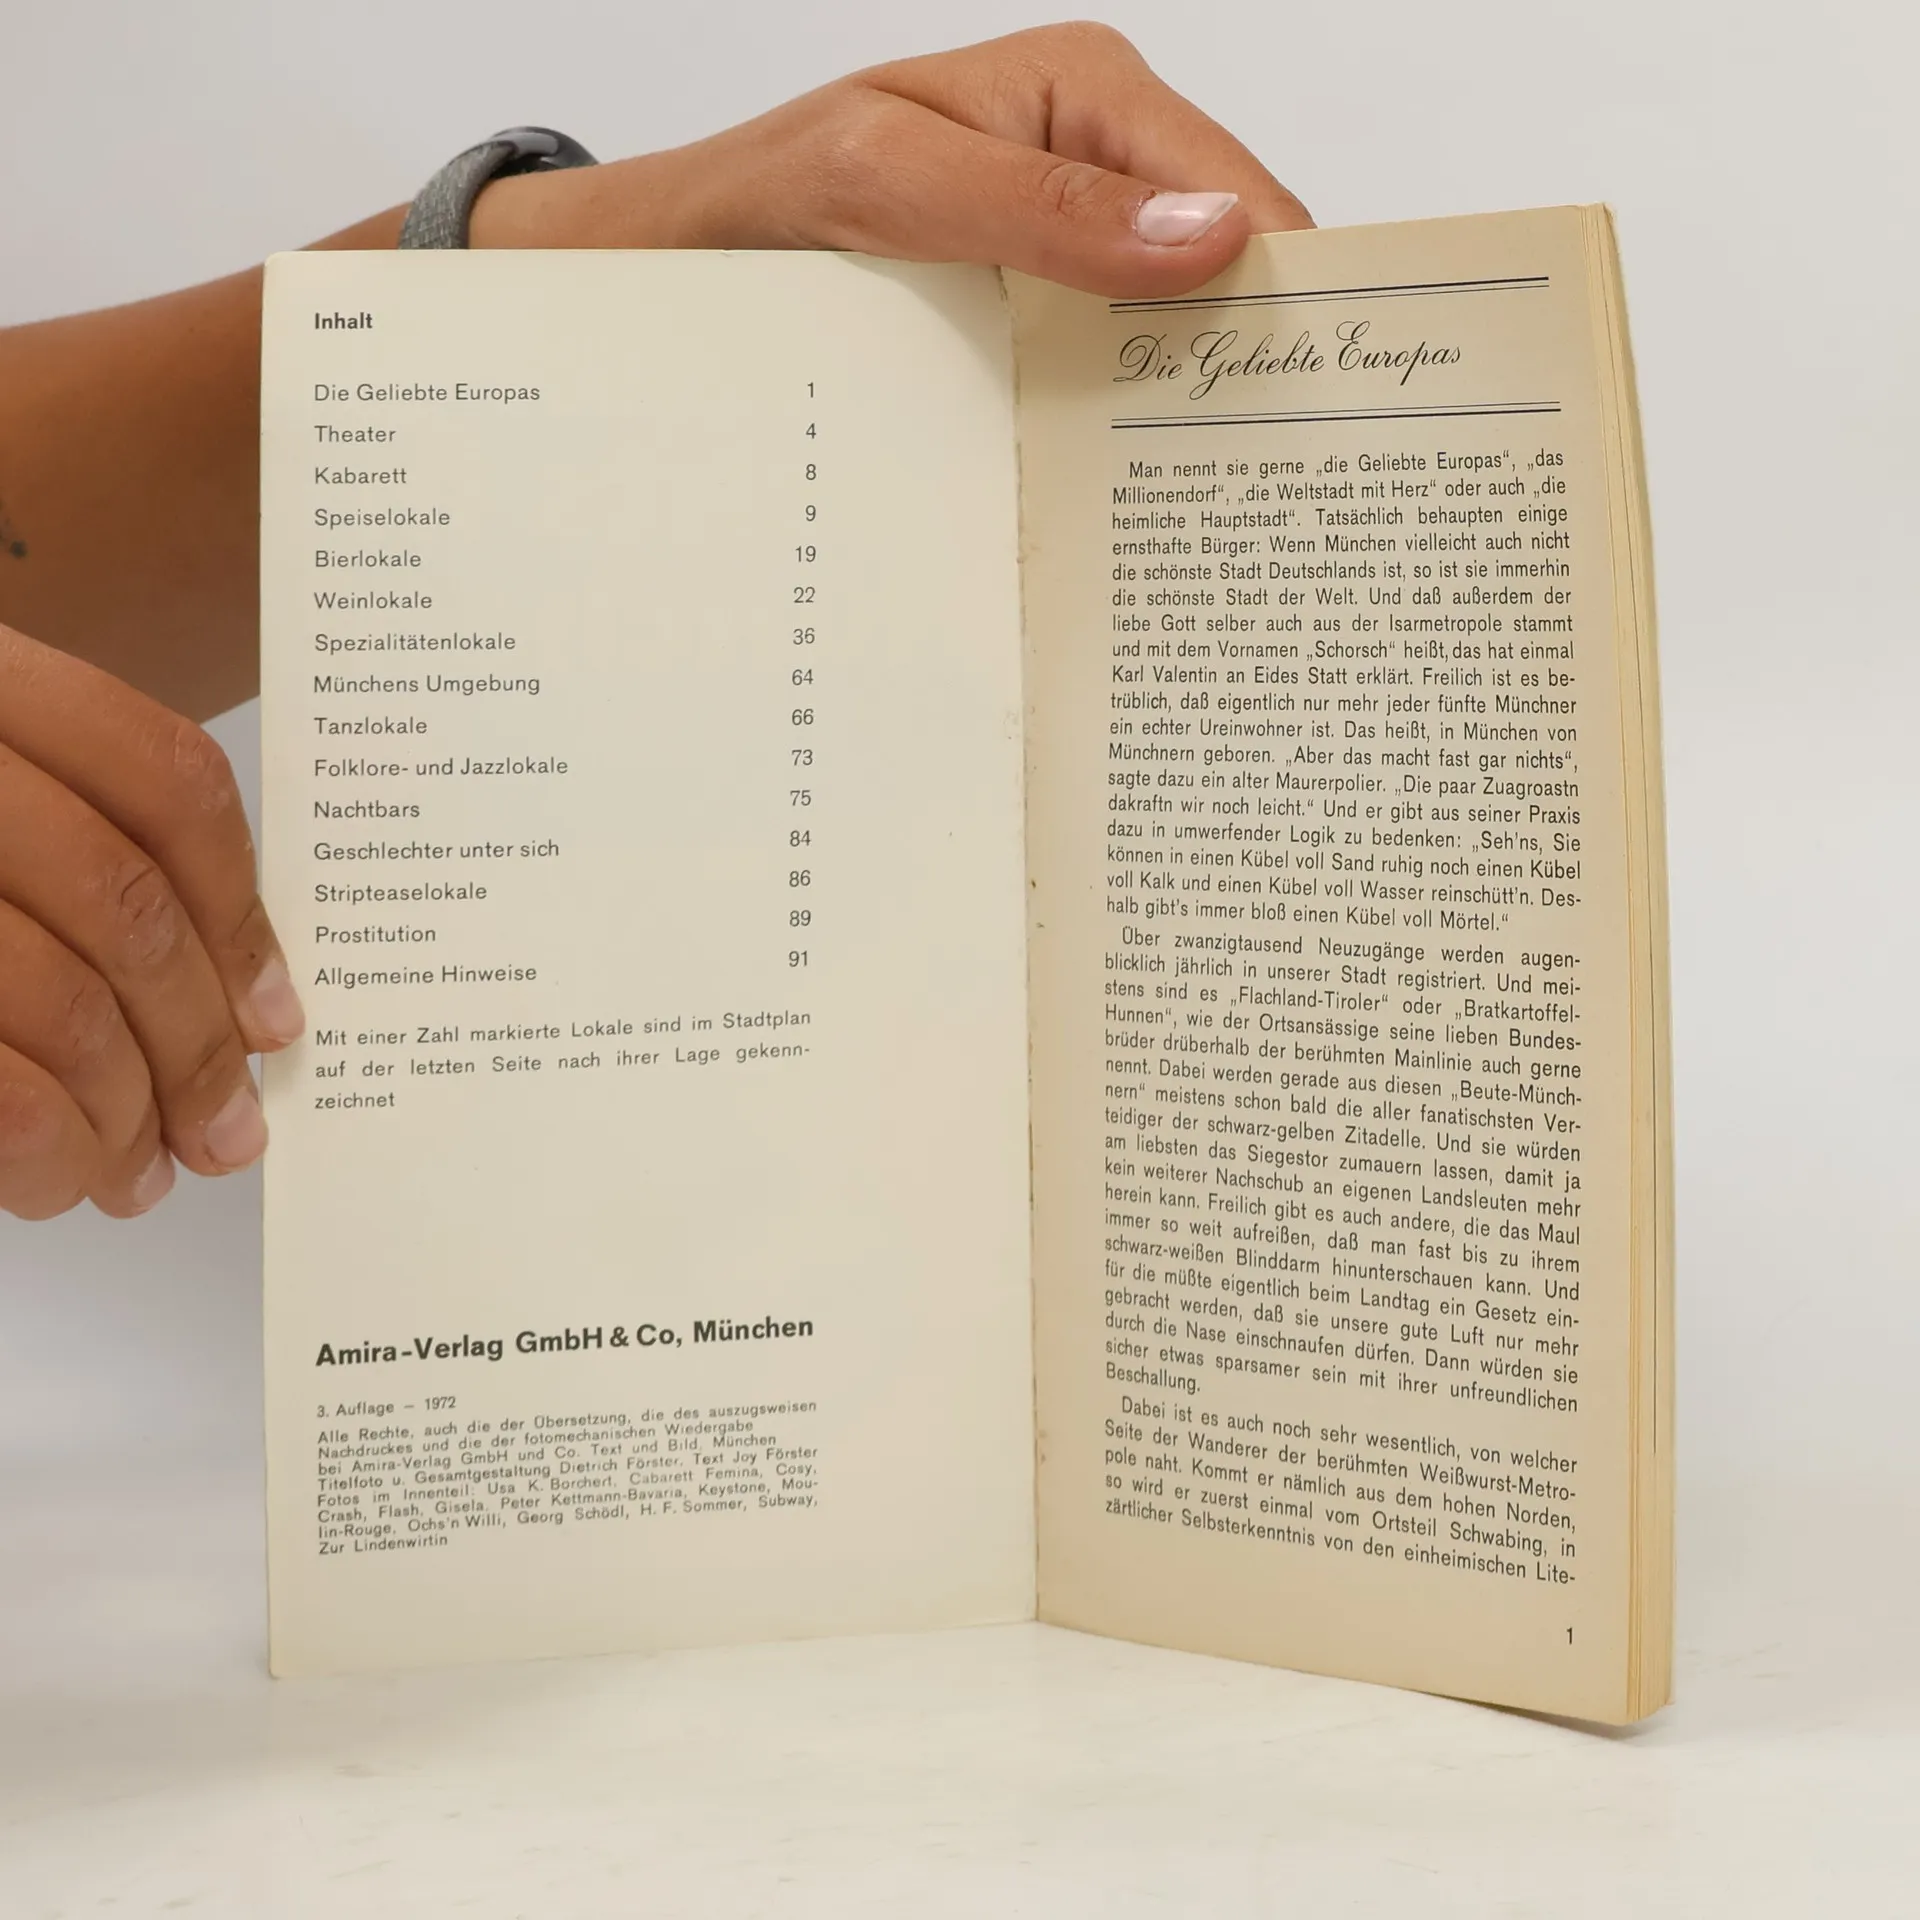 Inhalt
Die Geliebte Europas 1
Theater 4
Kabarett 8
Speiselokale 9
Bierlokale 19
Weinlokale 22
Spezialitätenlokale 36
Münchens Umgebung 64
Tanzlokale 66
Folklore- und Jazzlokale 73
Nachtbars 75
Geschlechter unter sich 84
Stripteaselokale 86
Prostitution 89
Allgemeine Hinweise 91
Mit einer Zahl markierte Lokale sind im Stadtplan
auf der letzten Seite nach ihrer Lage gekenn-
zeichnet
Amira-Verlag GmbH & Co, München
3. Auflage – 1972
Alle Rechte, auch die der Übersetzung, die des auszugsweisen
Nachdruckes und die der fotomechanischen Wiedergabe
bei Amira-Verlag GmbH und Co. Text und Bild, München
Titelfoto u. Gesamtgestaltung Dietrich Förster, Text Joy Förster
Fotos im Innenteil: Usa K. Borchert, Cabarett Femina, Cosy,
Crash, Flash, Gisela, Peter Kettmann-Bavaria, Keystone, Mou-
lin-Rouge, Ochs'n Willi, Georg Schödl, H. F. Sommer, Subway,
Zur Lindenwirtin
Die Geliebte Europas
Man nennt sie gerne „die Geliebte Europas“, „das
Millionendorf“, „die Weltstadt mit Herz“ oder auch „die
heimliche Hauptstadt“. Tatsächlich behaupten einige
ernsthafte Bürger: Wenn München vielleicht auch nicht
die schönste Stadt Deutschlands ist, so ist sie immerhin
die schönste Stadt der Welt. Und daß außerdem der
liebe Gott selber auch aus der Isarmetropole stammt
und mit dem Vornamen „Schorsch“ heißt, das hat einmal
Karl Valentin an Eides Statt erklärt. Freilich ist es be-
trüblich, daß eigentlich nur mehr jeder fünfte Münchner
ein echter Ureinwohner ist. Das heißt, in München von
Münchnern geboren. „Aber das macht fast gar nichts“,
sagte dazu ein alter Maurerpolier. „Die paar Zuagroastn
dakraftn wir noch leicht.“ Und er gibt aus seiner Praxis
dazu in umwerfender Logik zu bedenken: „Seh'ns, Sie
können in einen Kübel voll Sand ruhig noch einen Kübel
voll Kalk und einen Kübel voll Wasser reinschütt'n. Des-
halb gibt's immer bloß einen Kübel voll Mörtel.“
Über zwanzigtausend Neuzugänge werden augen-
blicklich jährlich in unserer Stadt registriert. Und mei-
stens sind es „Flachland-Tiroler“ oder „Bratkartoffel-
Hunnen“, wie der Ortsansässige seine lieben Bundes-
brüder drüberhalb der berühmten Mainlinie auch gerne
nennt. Dabei werden gerade aus diesen „Beute-Münch-
nern“ meistens schon bald die aller fanatischsten Ver-
teidiger der schwarz-gelben Zitadelle. Und sie würden
am liebsten das Siegestor zumauern lassen, damit ja
kein weiterer Nachschub an eigenen Landsleuten mehr
herein kann. Freilich gibt es auch andere, die das Maul
immer so weit aufreißen, daß man fast bis zu ihrem
schwarz-weißen Blinddarm hinunterschauen kann. Und
für die müßte eigentlich beim Landtag ein Gesetz ein-
gebracht werden, daß sie unsere gute Luft nur mehr
durch die Nase einschnaufen dürfen. Dann würden sie
sicher etwas sparsamer sein mit ihrer unfreundlichen
Beschallung.
Dabei ist es auch noch sehr wesentlich, von welcher
Seite der Wanderer der berühmten Weißwurst-Metro-
pole naht. Kommt er nämlich aus dem hohen Norden,
so wird er zuerst einmal vom Ortsteil Schwabing, in
zärtlicher Selbsterkenntnis von den einheimischen Lite-
1